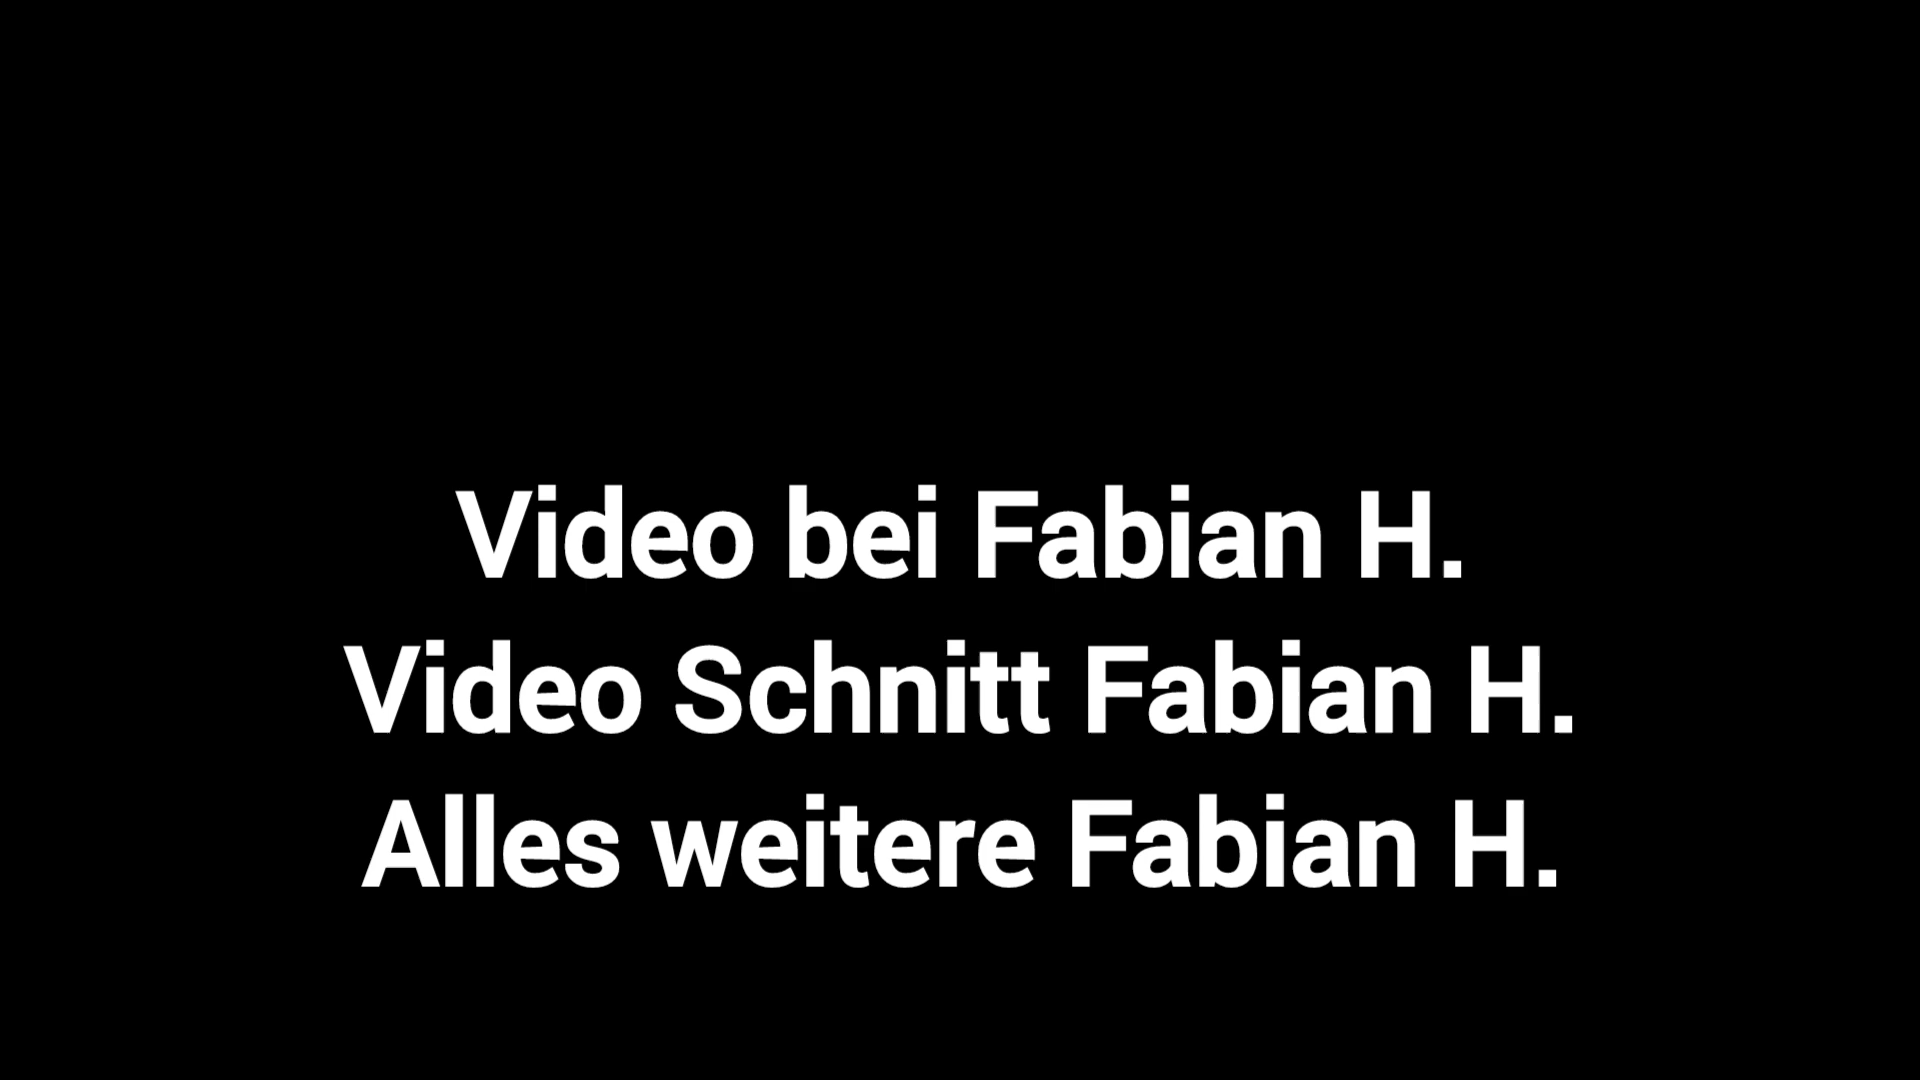 Video bei Fabian H.
Video Schnitt Fabian H.
Alles weitere Fabian H.